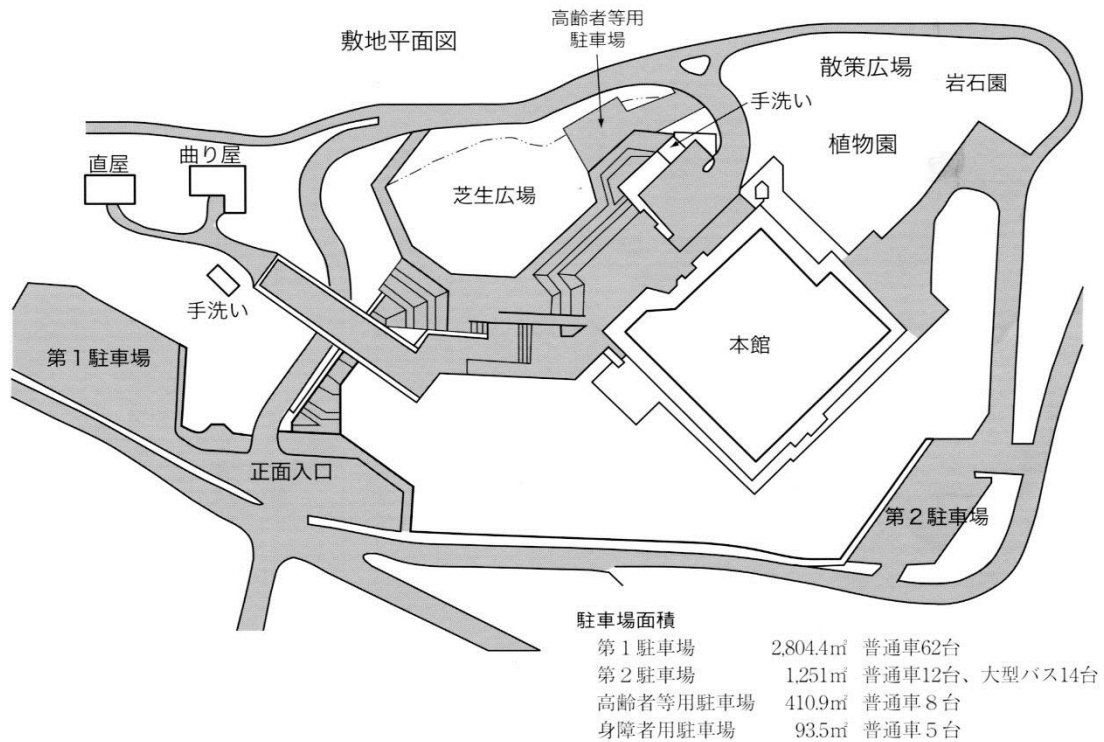 敷地平面図
高齢者等用
駐車場
散策広場
岩石園
手洗い
植物園
直屋
曲り屋
芝生広場
手洗い
本館
第1駐車場
正面入口
第2駐車場
駐車場面積
第1駐車場 2,804.4㎡ 普通車62台
第2駐車場 1,251㎡ 普通車12台、大型バス14台
高齢者等用駐車場 410.9㎡ 普通車8台
身障者用駐車場 93.5㎡ 普通車5台